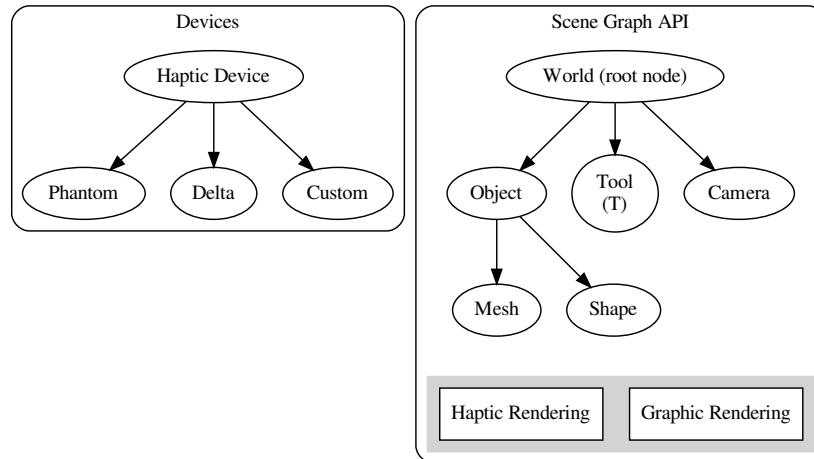 Devices
Haptic Device
Phantom
Delta
Custom
Scene Graph API
World (root node)
Object
Tool
(T)
Camera
Mesh
Shape
Haptic Rendering
Graphic Rendering